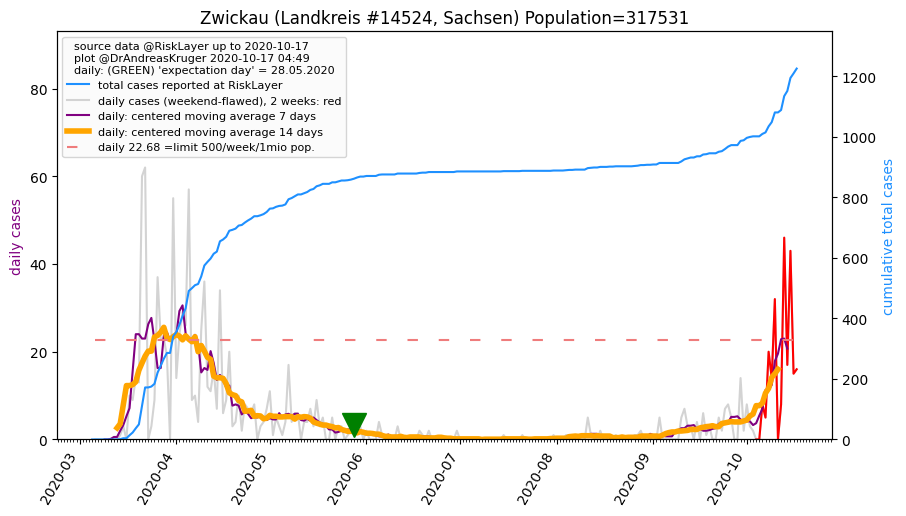 Zwickau (Landkreis #14524, Sachsen) Population=317531
source data @RiskLayer up to 2020-10-17
plot @DrAndreasKruger 2020-10-17 04:49
daily: (GREEN) 'expectation day' = 28.05.2020
total cases reported at RiskLayer
daily cases (weekend-flawed), 2 weeks: red
daily: centered moving average 7 days
daily: centered moving average 14 days
daily 22.68 =limit 500/week/1mio pop.
daily cases
80
60
40
20
0
cumulative total cases
1200
1000
800
600
400
200
0
2020-03
2020-04
2020-05
2020-06
2020-07
2020-08
2020-09
2020-10